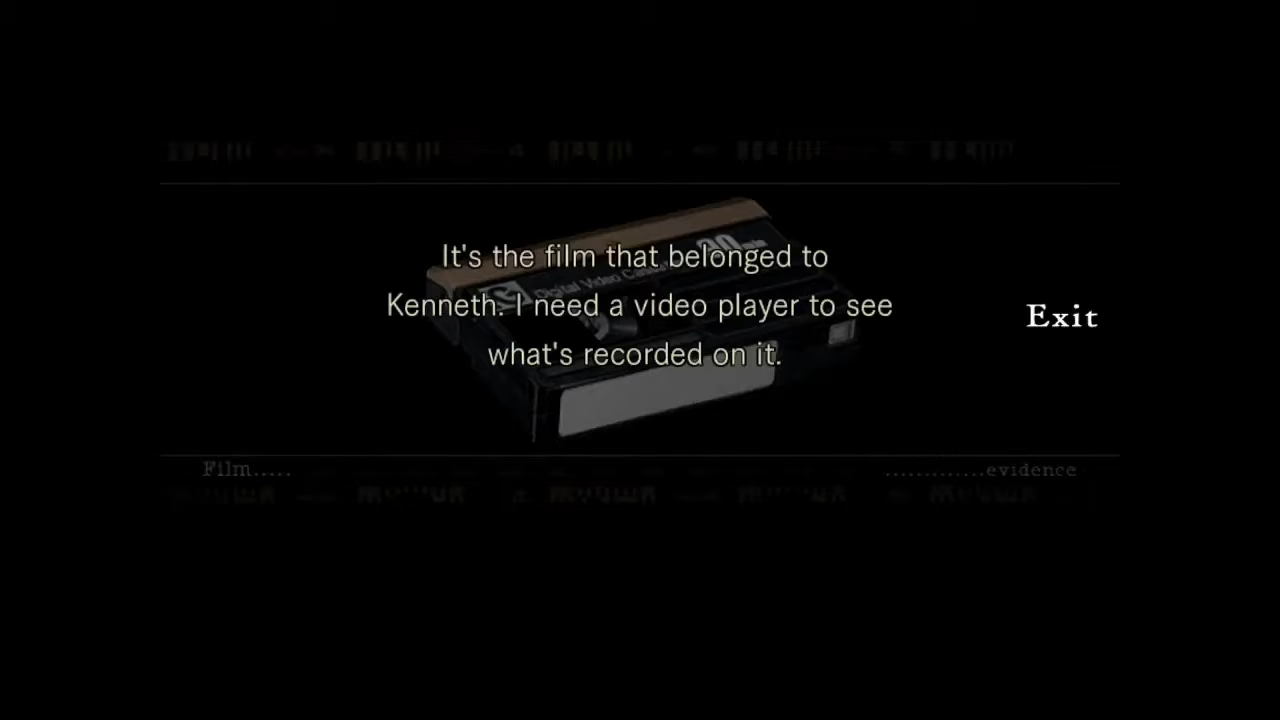 It's the film that belonged to
Kenneth. I need a video player to see
what's recorded on it.
Exit
Film.....
.............evidence